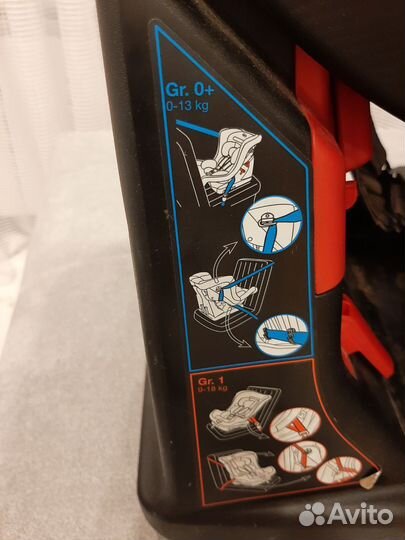 Gr. 0+
0-13 kg
Gr. 1
9-18 kg
Avito